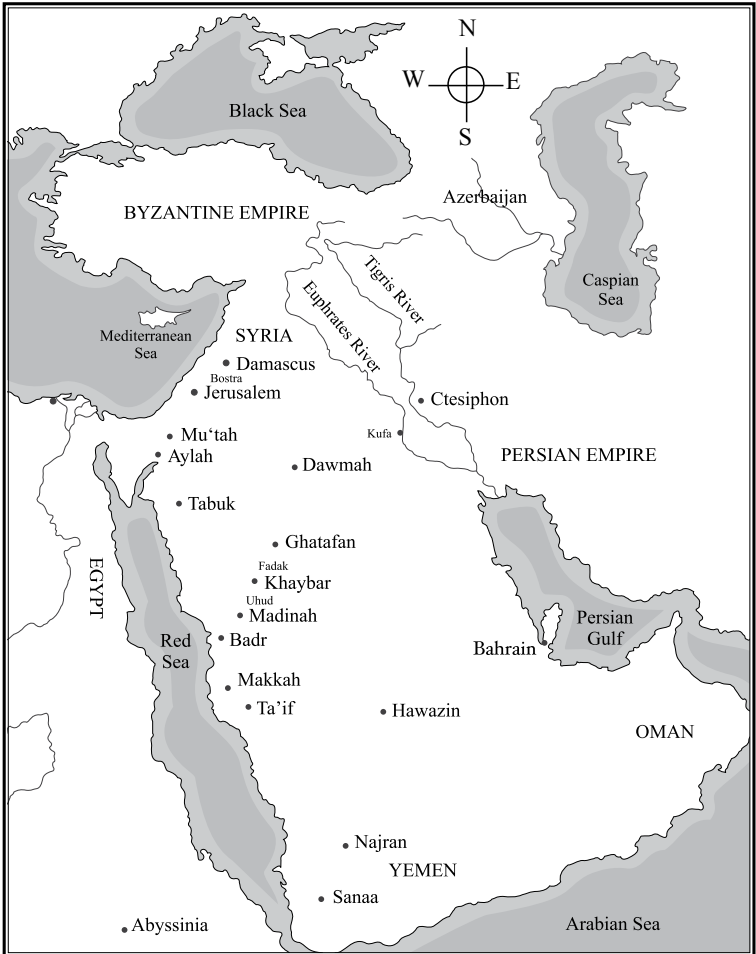 N
W
E
S
Black Sea
Azerbaijan
BYZANTINE EMPIRE
Tigris River
Caspian
Sea
Euphrates River
Mediterranean
Sea
SYRIA
Damascus
Bostra
Jerusalem
Ctesiphon
Mu‘tah
Kufa
Aylah
Dawmah
PERSIAN EMPIRE
Tabuk
Ghatafan
EGYPT
Fadak
Khaybar
Uhud
Madinah
Persian
Gulf
Red
Sea
Badr
Bahrain
Makkah
Ta’if
Hawazin
OMAN
Najran
YEMEN
Sanaa
Abyssinia
Arabian Sea